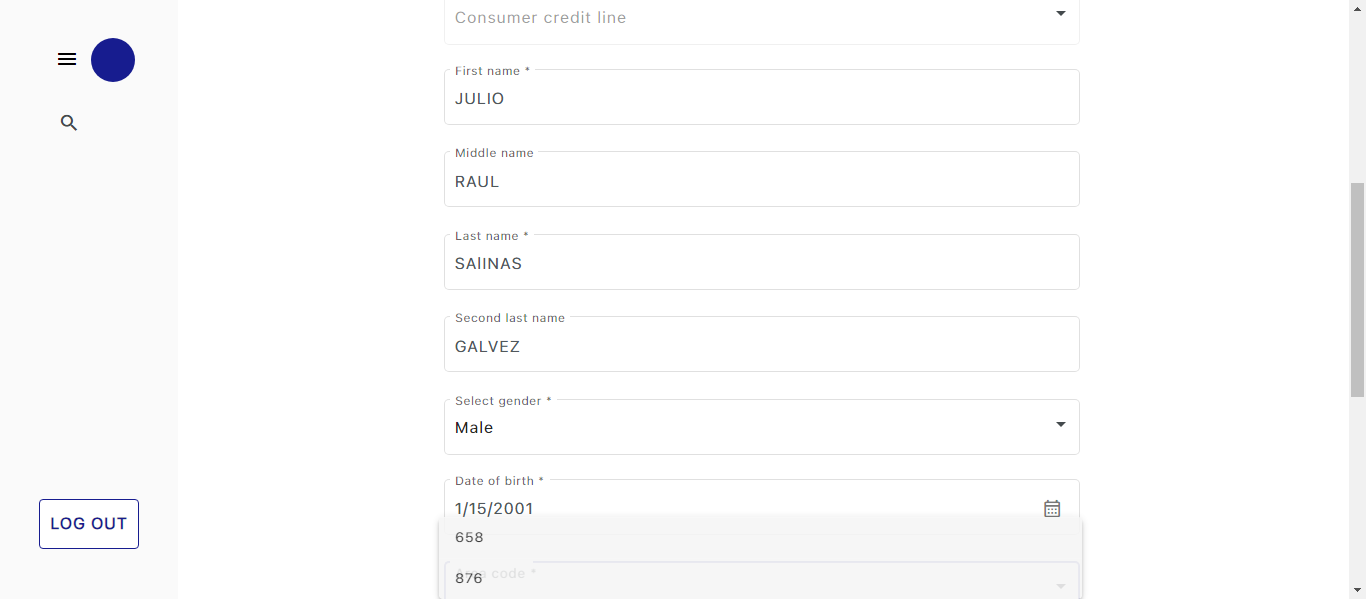 Consumer credit line
First name *
JULIO
Middle name
RAUL
Last name *
SAlINAS
Second last name
GALVEZ
Select gender *
Male
Date of birth *
1/15/2001
658
Area code *
876
LOG OUT